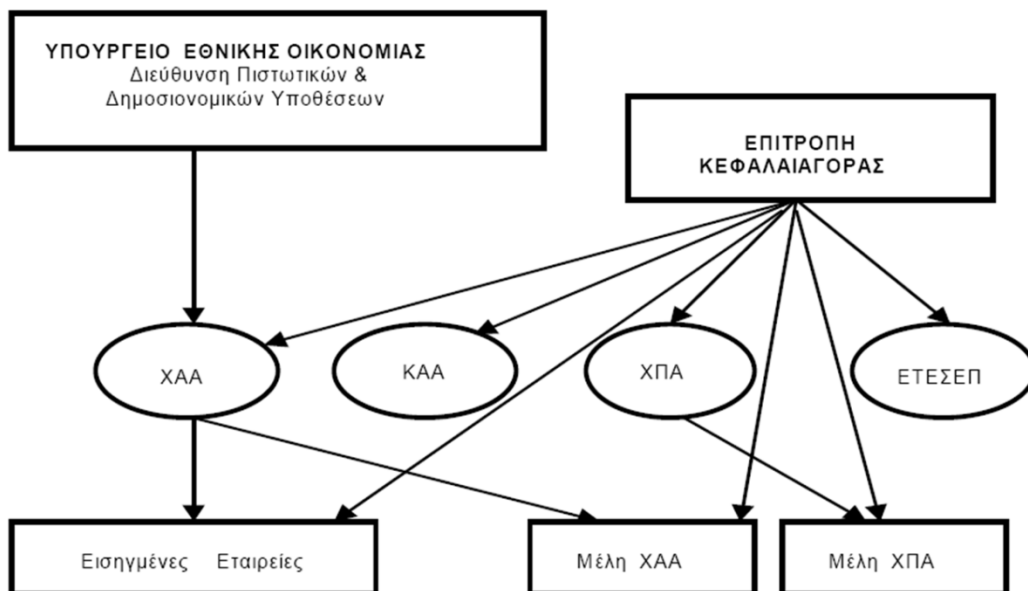 ΥΠΟΥΡΓΕΙΟ ΕΘΝΙΚΗΣ ΟΙΚΟΝΟΜΙΑΣ
Διεύθυνση Πιστωτικών &
Δημοσιονομικών Υποθέσεων
ΕΠΙΤΡΟΠΗ
ΚΕΦΑΛΑΙΑΓΟΡΑΣ
ΧΑΑ
ΚΑΑ
ΧΠΑ
ΕΤΕΣΕΠ
Εισηγμένες Εταιρείες
Μέλη ΧΑΑ
Μέλη ΧΠΑ